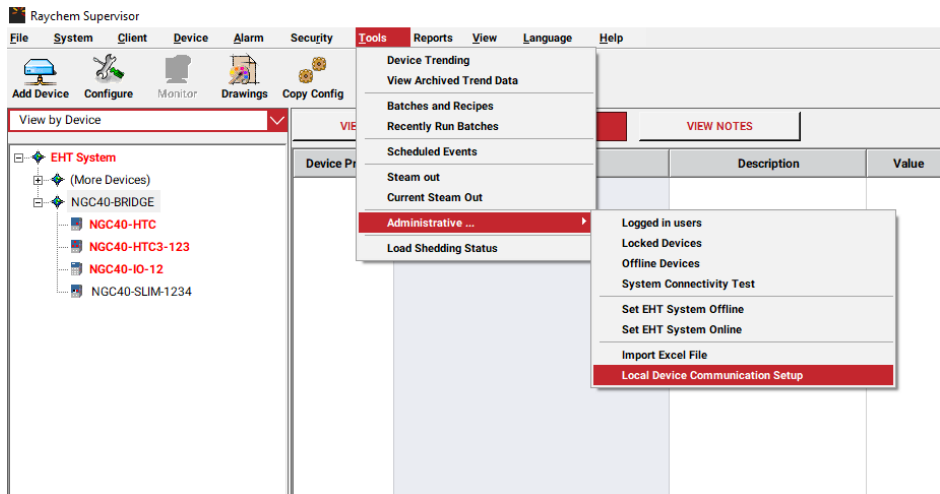 Raychem Supervisor
File System Client Device Alarm Security Tools Reports View Language Help
Add Device Configure Monitor Drawings Copy Config
View by Device
EHT System
(More Devices)
NGC40-BRIDGE
NGC40-HTC
NGC40-HTC3-123
NGC40-IO-12
NGC40-SLIM-1234
Device Trending
View Archived Trend Data
Batches and Recipes
Recently Run Batches
Scheduled Events
Steam out
Current Steam Out
Administrative ...
Load Shedding Status
VIEW NOTES
Description Value
Logged in users
Locked Devices
Offline Devices
System Connectivity Test
Set EHT System Offline
Set EHT System Online
Import Excel File
Local Device Communication Setup